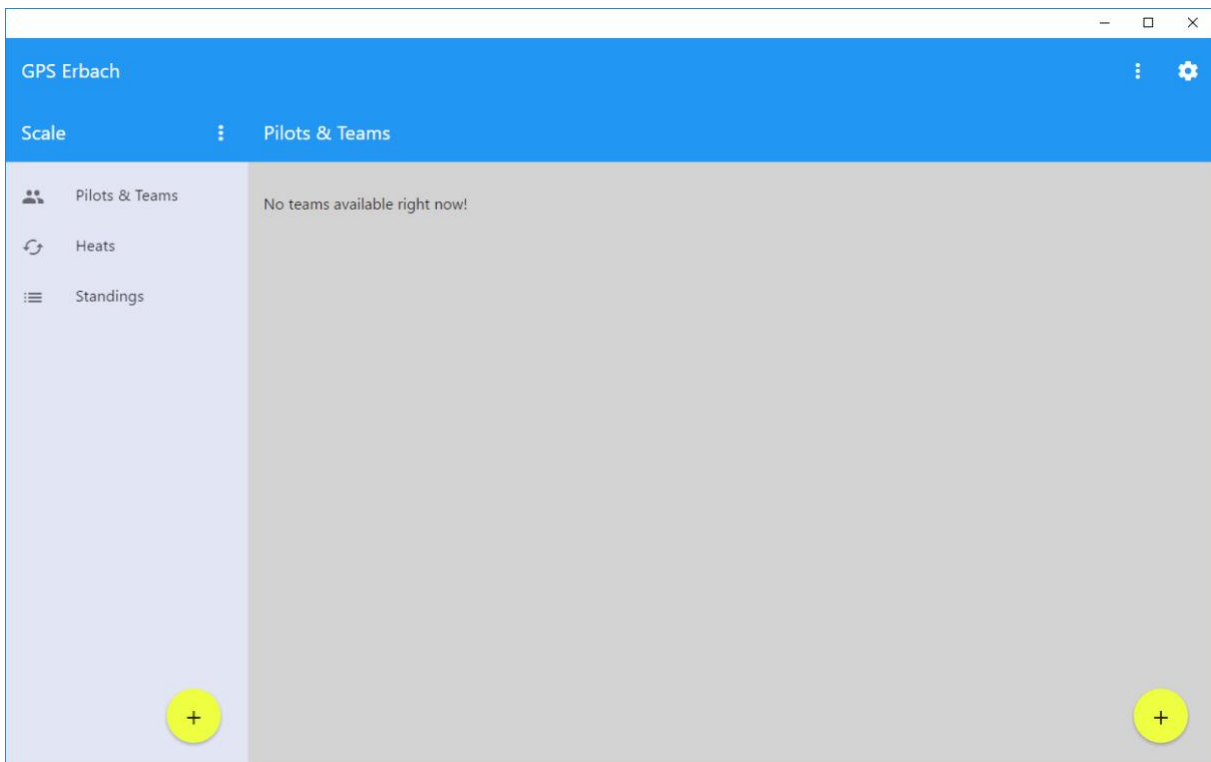 GPS Erbach
Scale
Pilots & Teams
Pilots & Teams
Heats
Standings
No teams available right now!